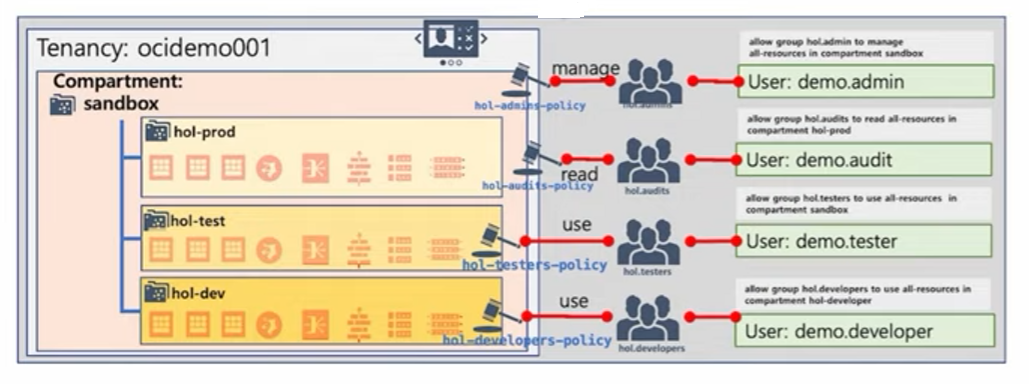 Tenancy: ocidemo001
Compartment:
sandbox
hol-prod
hol-test
hol-dev
manage
hol-admins-policy
hol.admins
allow group hol.admin to manage
all-resources in compartment sandbox
User: demo.admin
read
hol-audits-policy
hol.audits
allow group hol.audits to read all-resources in
compartment hol-prod
User: demo.audit
use
hol-testers-policy
hol.testers
allow group hol.testers to use all-resources in
compartment sandbox
User: demo.tester
use
hol-developers-policy
hol.developers
allow group hol.developers to use all-resources in
compartment hol-developer
User: demo.developer